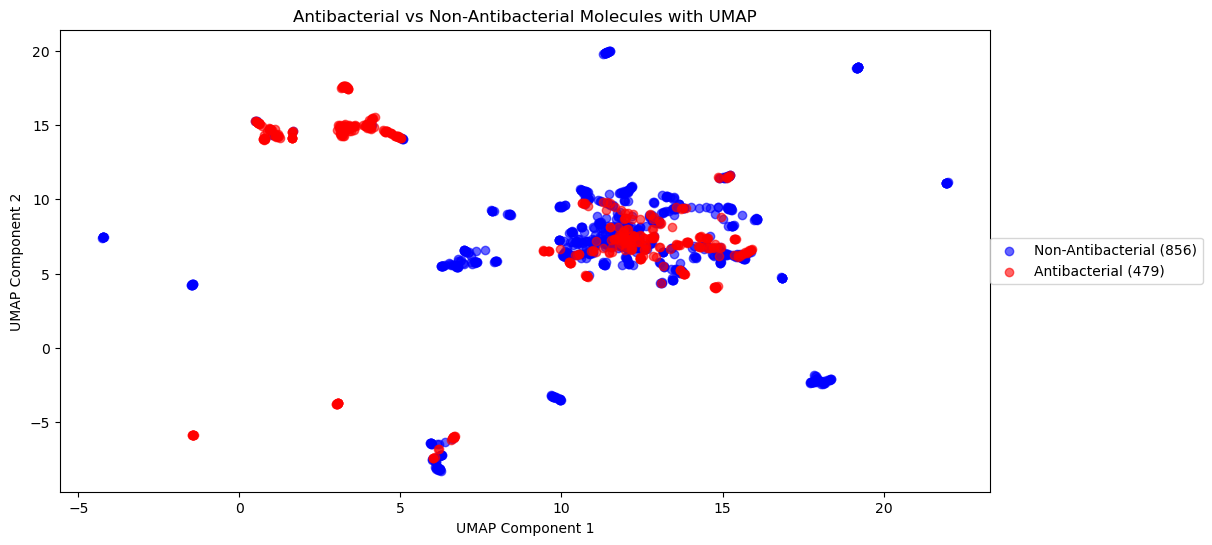 Antibacterial vs Non-Antibacterial Molecules with UMAP
20
15
10
5
0
−5
UMAP Component 2
Non-Antibacterial (856)
Antibacterial (479)
−5
0
5
10
15
20
UMAP Component 1